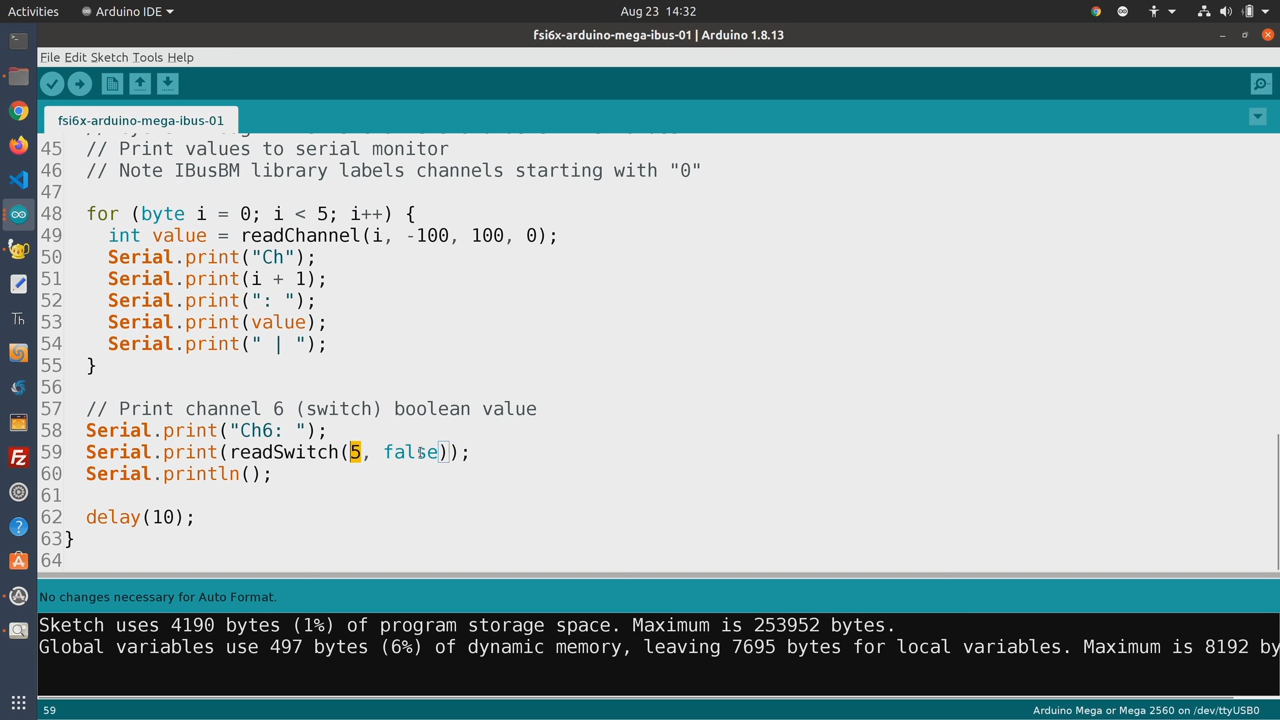 Activities
Arduino IDE
Aug 23 14:32
fsi6x-arduino-mega-ibus-01 | Arduino 1.8.13
File Edit Sketch Tools Help
fsi6x-arduino-mega-ibus-01
45 // Print values to serial monitor
46 // Note IBusBM library labels channels starting with "0"
47
48 for (byte i = 0; i < 5; i++) {
49 int value = readChannel(i, -100, 100, 0);
50 Serial.print("Ch");
51 Serial.print(i + 1);
52 Serial.print(": ");
53 Serial.print(value);
54 Serial.print(" | ");
55 }
56
57 // Print channel 6 (switch) boolean value
58 Serial.print("Ch6: ");
59 Serial.print(readSwitch(5, false));
60 Serial.println();
61
62 delay(10);
63 }
64
No changes necessary for Auto Format.
Sketch uses 4190 bytes (1%) of program storage space. Maximum is 253952 bytes.
Global variables use 497 bytes (6%) of dynamic memory, leaving 7695 bytes for local variables. Maximum is 8192 by
59
Arduino Mega or Mega 2560 on /dev/ttyUSB0
Th
FZ